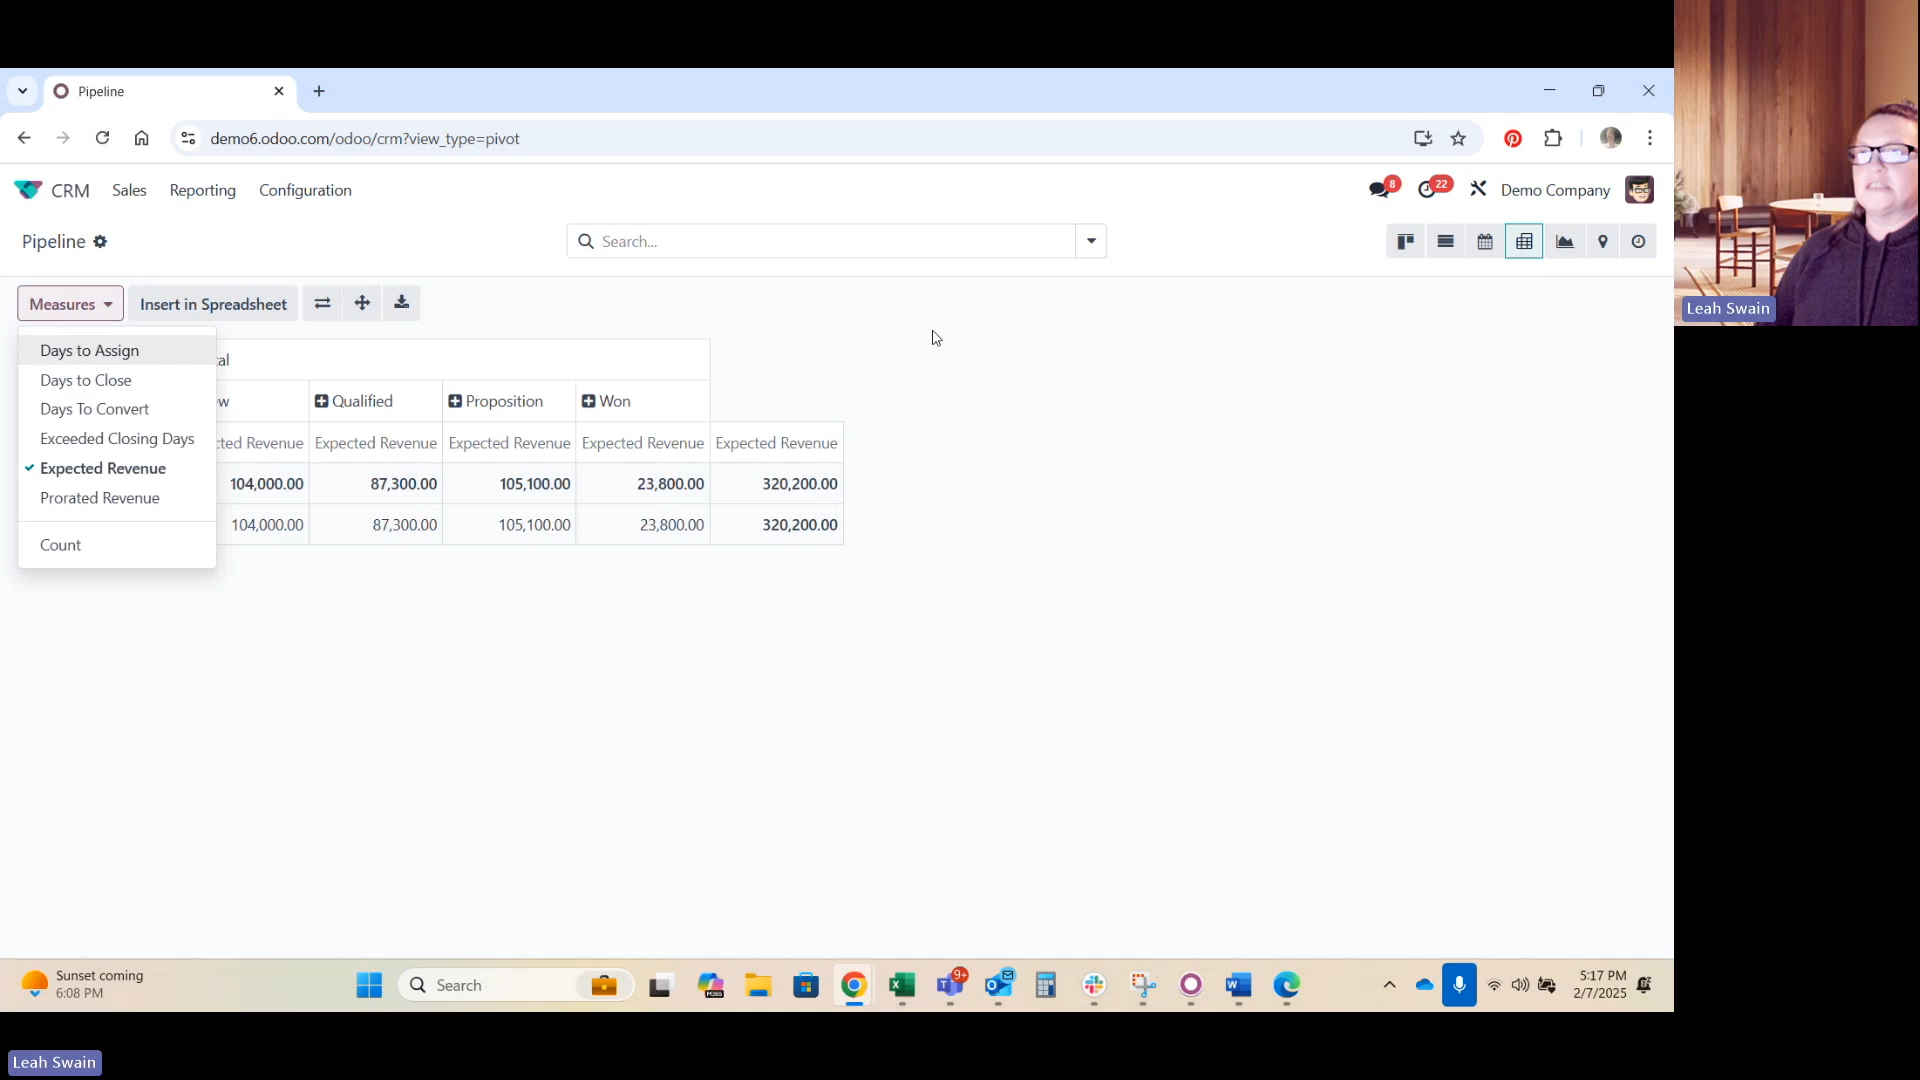 Pipeline
demo6.odoo.com/odoo/crm?view_type=pivot
CRM Sales Reporting Configuration
8 22 Demo Company
Pipeline Search...
Measures Insert in Spreadsheet
Days to Assign
Days to Close
Days To Convert
Exceeded Closing Days
Expected Revenue
Prorated Revenue
Count
al
w Qualified Proposition Won
cted Revenue Expected Revenue Expected Revenue Expected Revenue Expected Revenue
104,000.00 87,300.00 105,100.00 23,800.00 320,200.00
104,000.00 87,300.00 105,100.00 23,800.00 320,200.00
Leah Swain
Sunset coming
6:08 PM
Search
M365
9+
5:17 PM
2/7/2025
Leah Swain